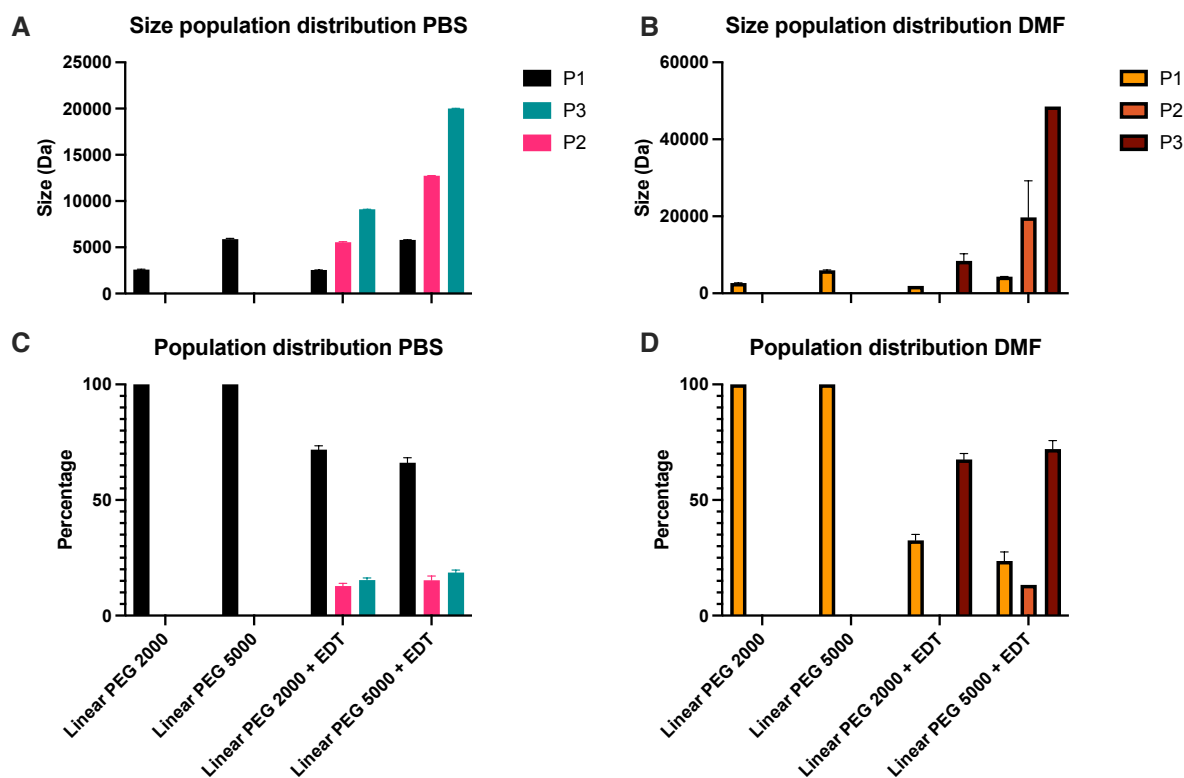 A
Size population distribution PBS
Size (Da)
25000
20000
15000
10000
5000
0
P1
P3
P2
B
Size population distribution DMF
Size (Da)
60000
40000
20000
0
P1
P2
P3
C
Population distribution PBS
Percentage
100
50
0
Linear PEG 2000
Linear PEG 5000
Linear PEG 2000 + EDT
Linear PEG 5000 + EDT
D
Population distribution DMF
Percentage
100
50
0
Linear PEG 2000
Linear PEG 5000
Linear PEG 2000 + EDT
Linear PEG 5000 + EDT